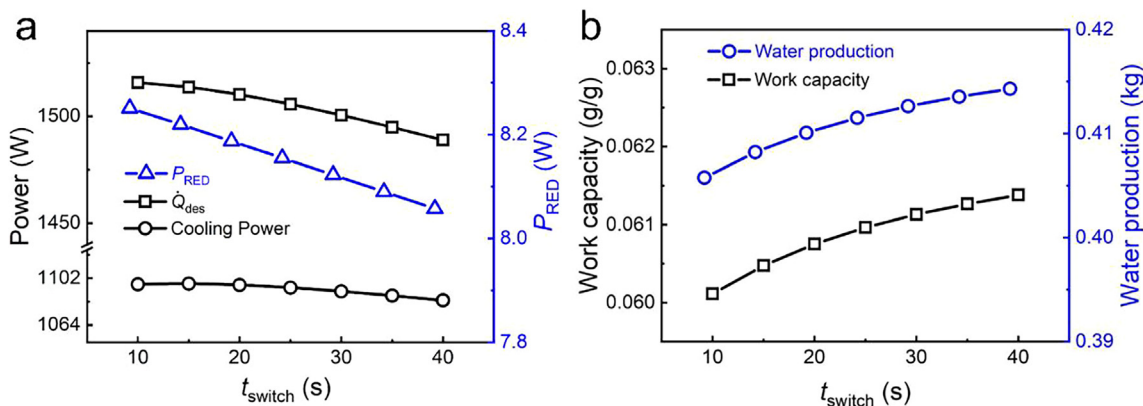 a
Power (W)
1500
1450
1102
1064
P_RED
Q̇_des
Cooling Power
8.4
8.2
8.0
7.8
P_RED (W)
10 20 30 40
t_switch (s)
b
Work capacity (g/g)
0.063
0.062
0.061
0.060
Water production
Work capacity
0.42
0.41
0.40
0.39
Water production (kg)
10 20 30 40
t_switch (s)